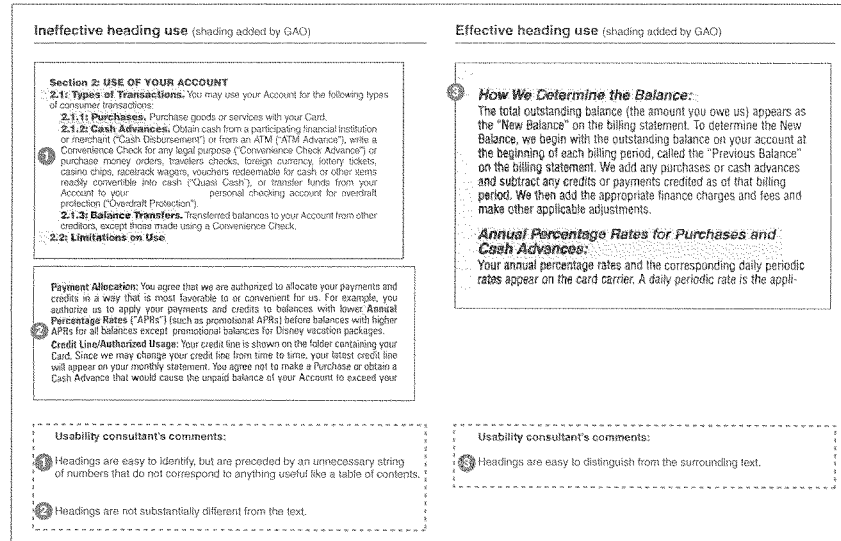 Ineffective heading use (shading added by GAO)
Section 2: USE OF YOUR ACCOUNT
2.1: Types of Transactions. You may use your Account for the following types
of consumer transactions:
2.1.1: Purchases. Purchase goods or services with your Card.
2.1.2: Cash Advances. Obtain cash from a participating financial institution
or merchant ("Cash Disbursement") or from an ATM ("ATM Advance"), write a
Convenience Check for any legal purpose ("Convenience Check Advance") or
purchase money orders, travelers checks, foreign currency, lottery tickets,
casino chips, racetrack wagers, vouchers redeemable for cash or other items
readily convertible into cash ("Quasi Cash"), or transfer funds from your
Account to your personal checking account for overdraft
protection ("Overdraft Protection").
2.1.3: Balance Transfers. Transferred balances to your Account from other
creditors, except those made using a Convenience Check.
2.2: Limitations on Use
1
Payment Allocation: You agree that we are authorized to allocate your payments and
credits in a way that is most favorable to or convenient for us. For example, you
authorize us to apply your payments and credits to balances with lower Annual
Percentage Rates ("APRs") (such as promotional APRs) before balances with higher
APRs for all balances except promotional balances for Disney vacation packages.
Credit Line/Authorized Usage: Your credit line is shown on the folder containing your
Card. Since we may change your credit line from time to time, your latest credit line
will appear on your monthly statement. You agree not to make a Purchase or obtain a
Cash Advance that would cause the unpaid balance of your Account to exceed your
2
Usability consultant's comments:
1 Headings are easy to identify, but are preceded by an unnecessary string
of numbers that do not correspond to anything useful like a table of contents.
2 Headings are not substantially different from the text.
Effective heading use (shading added by GAO)
3
How We Determine the Balance:
The total outstanding balance (the amount you owe us) appears as
the "New Balance" on the billing statement. To determine the New
Balance, we begin with the outstanding balance on your account at
the beginning of each billing period, called the "Previous Balance"
on the billing statement. We add any purchases or cash advances
and subtract any credits or payments credited as of that billing
period. We then add the appropriate finance charges and fees and
make other applicable adjustments.
Annual Percentage Rates for Purchases and
Cash Advances:
Your annual percentage rates and the corresponding daily periodic
rates appear on the card carrier. A daily periodic rate is the appli-
Usability consultant's comments:
3 Headings are easy to distinguish from the surrounding text.